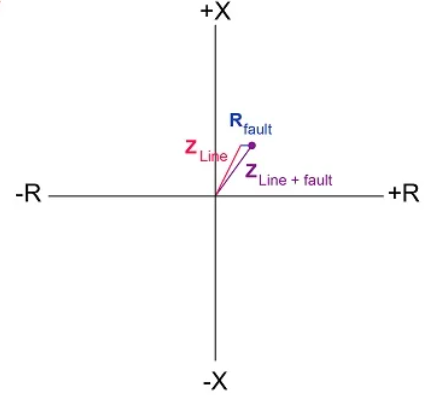 +X
R fault
Z Line
Z Line + fault
-R
+R
-X